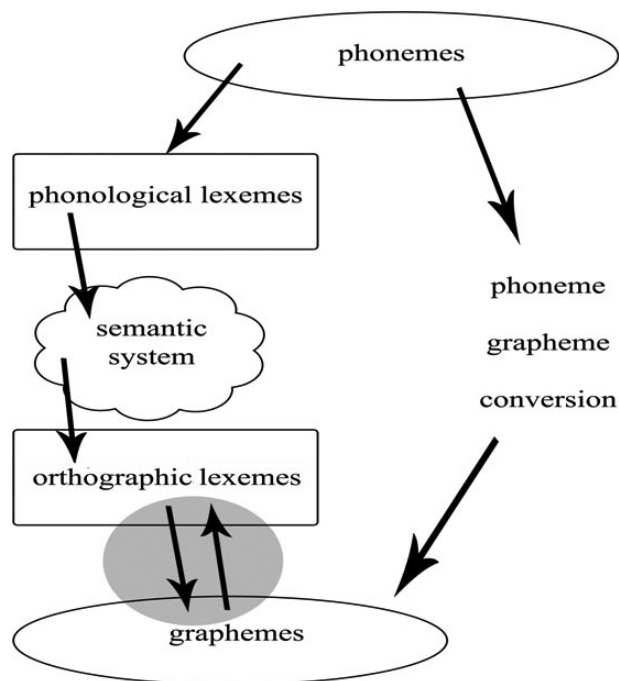 phonemes
phonological lexemes
semantic
system
orthographic lexemes
graphemes
phoneme
grapheme
conversion